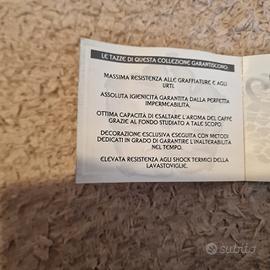 LE TAZZE DI QUESTA COLLEZIONE GARANTISCONO:
MASSIMA RESISTENZA ALLE GRAFFIATURE E AGLI
URTI.
ASSOLUTA IGIENICITÀ GARANTITA DALLA PERFETTA
IMPERMEABILITÀ.
OTTIMA CAPACITÀ DI ESALTARE L'AROMA DEL CAFFÈ
GRAZIE AL FONDO STUDIATO A TALE SCOPO.
DECORAZIONE ESCLUSIVA ESEGUITA CON METODI
DEDICATI IN GRADO DI GARANTIRE L'INALTERABILITÀ
NEL TEMPO.
ELEVATA RESISTENZA AGLI SHOCK TERMICI DELLA
LAVASTOVIGLIE.
subito